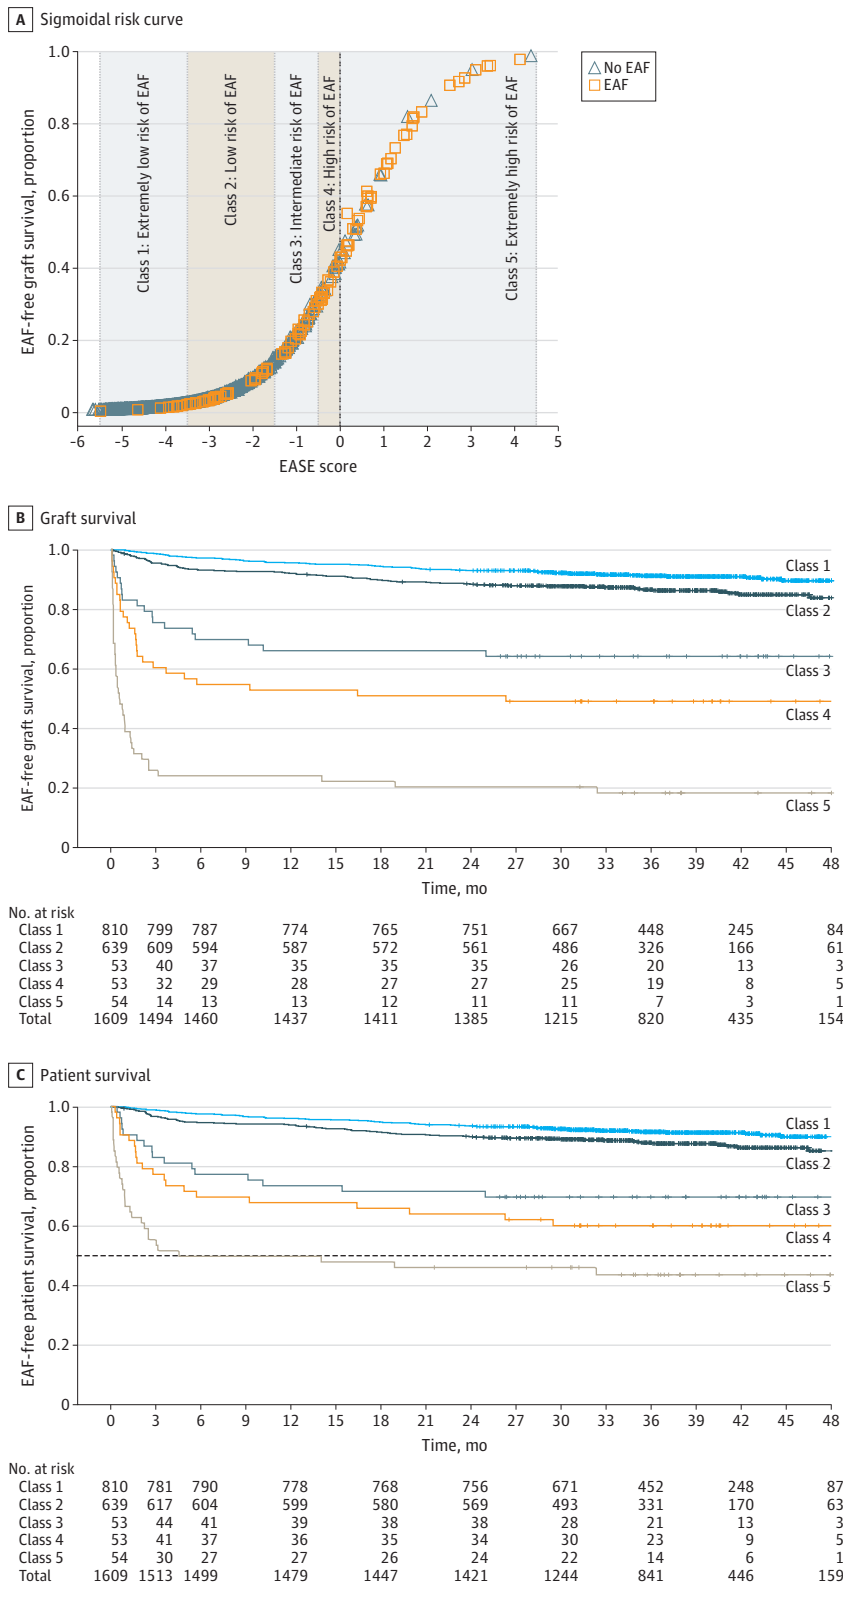 A Sigmoidal risk curve
EAF-free graft survival, proportion
1.0
0.8
0.6
0.4
0.2
0
Class 1: Extremely low risk of EAF
Class 2: Low risk of EAF
Class 3: Intermediate risk of EAF
Class 4: High risk of EAF
Class 5: Extremely high risk of EAF
No EAF
EAF
-6 -5 -4 -3 -2 -1 0 1 2 3 4 5
EASE score
B Graft survival
EAF-free graft survival, proportion
1.0
0.8
0.6
0.4
0.2
0
Class 1
Class 2
Class 3
Class 4
Class 5
0 3 6 9 12 15 18 21 24 27 30 33 36 39 42 45 48
Time, mo
No. at risk
Class 1 810 799 787 774 765 751 667 448 245 84
Class 2 639 609 594 587 572 561 486 326 166 61
Class 3 53 40 37 35 35 35 26 20 13 3
Class 4 53 32 29 28 27 27 25 19 8 5
Class 5 54 14 13 13 12 11 11 7 3 1
Total 1609 1494 1460 1437 1411 1385 1215 820 435 154
C Patient survival
EAF-free patient survival, proportion
1.0
0.8
0.6
0.4
0.2
0
Class 1
Class 2
Class 3
Class 4
Class 5
0 3 6 9 12 15 18 21 24 27 30 33 36 39 42 45 48
Time, mo
No. at risk
Class 1 810 781 790 778 768 756 671 452 248 87
Class 2 639 617 604 599 580 569 493 331 170 63
Class 3 53 44 41 39 38 38 28 21 13 3
Class 4 53 41 37 36 35 34 30 23 9 5
Class 5 54 30 27 27 26 24 22 14 6 1
Total 1609 1513 1499 1479 1447 1421 1244 841 446 159